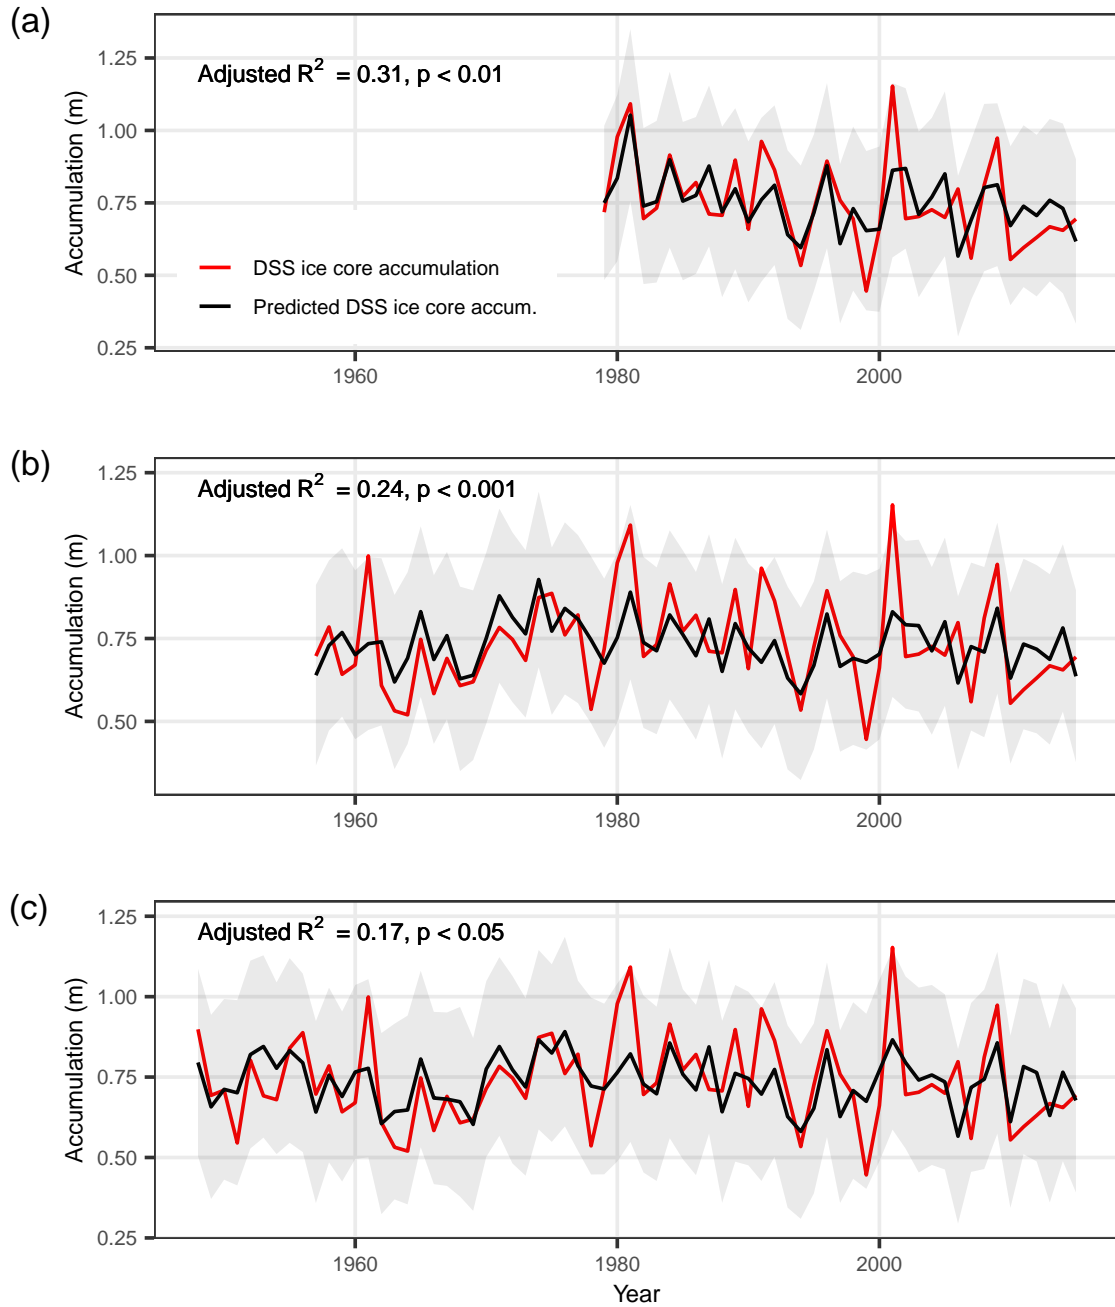 (a)
Adjusted R² = 0.31, p < 0.01
Accumulation (m)
1.25
1.00
0.75
0.50
0.25
DSS ice core accumulation
Predicted DSS ice core accum.
1960 1980 2000
(b)
Adjusted R² = 0.24, p < 0.001
Accumulation (m)
1.25
1.00
0.75
0.50
1960 1980 2000
(c)
Adjusted R² = 0.17, p < 0.05
Accumulation (m)
1.25
1.00
0.75
0.50
0.25
1960 1980 2000
Year